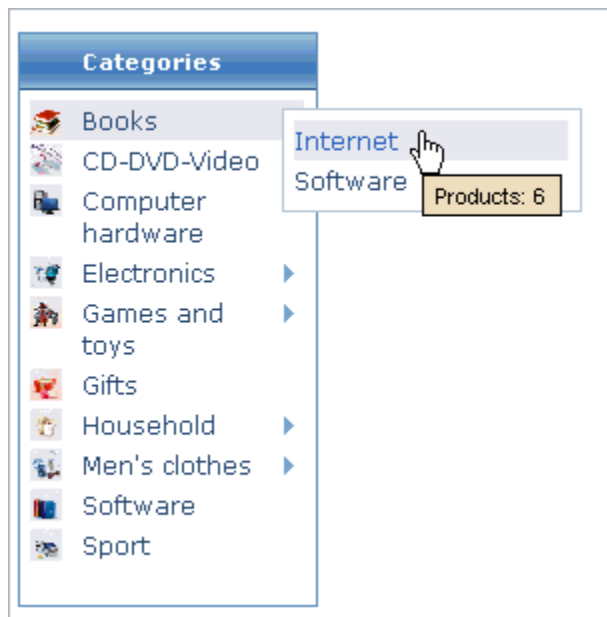 Categories
Books
Internet
CD-DVD-Video
Software
Products: 6
Computer
hardware
Electronics
Games and
toys
Gifts
Household
Men's clothes
Software
Sport